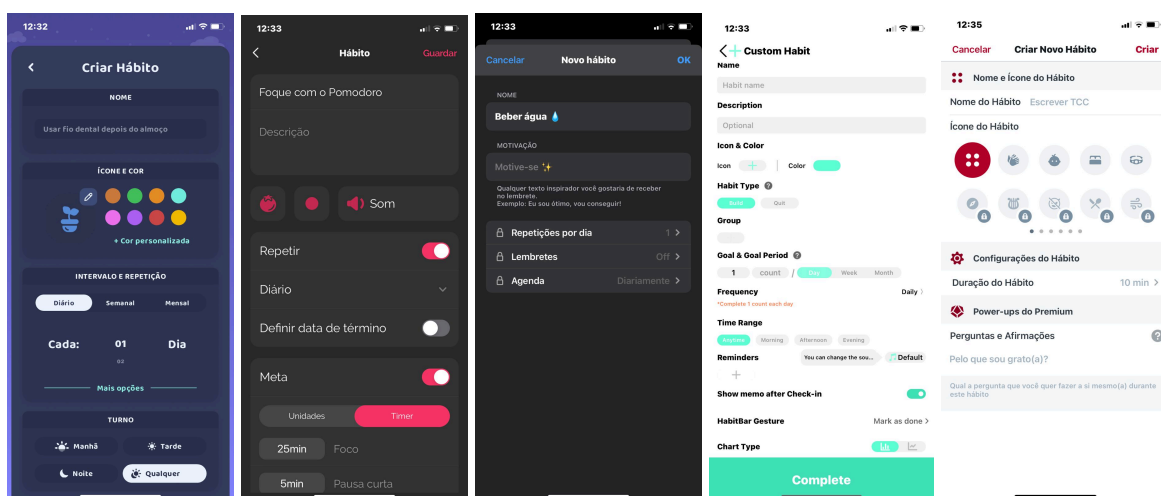 12:32
Criar Hábito
NOME
Usar fio dental depois do almoço
ÍCONE E COR
+ Cor personalizada
INTERVALO E REPETIÇÃO
Diário Semanal Mensal
Cada: 01 Dia
02
Mais opções
TURNO
Manhã Tarde
Noite Qualquer
12:33
Hábito Guardar
Foque com o Pomodoro
Descrição
Som
Repetir
Diário
Definir data de término
Meta
Unidades Timer
25min Foco
5min Pausa curta
12:33
Cancelar Novo hábito OK
NOME
Beber água 💧
MOTIVAÇÃO
Motive-se ✨
Qualquer texto inspirador você gostaria de receber
no lembrete.
Exemplo: Eu sou ótimo, vou conseguir!
Repetições por dia 1 >
Lembretes Off >
Agenda Diariamente >
12:33
Custom Habit
Name
Habit name
Description
Optional
Icon & Color
Icon + | Color
Habit Type
Build Quit
Group
Goal & Goal Period
1 count / Day Week Month
Frequency Daily >
*Complete 1 count each day
Time Range
Anytime Morning Afternoon Evening
Reminders You can change the sou... Default
+
Show memo after Check-in
HabitBar Gesture Mark as done >
Chart Type
Complete
12:35
Cancelar Criar Novo Hábito Criar
Nome e Ícone do Hábito
Nome do Hábito Escrever TCC
Ícone do Hábito
Configurações do Hábito
Duração do Hábito 10 min >
Power-ups do Premium
Perguntas e Afirmações ?
Pelo que sou grato(a)?
Qual a pergunta que você quer fazer a si mesmo(a) durante
este hábito